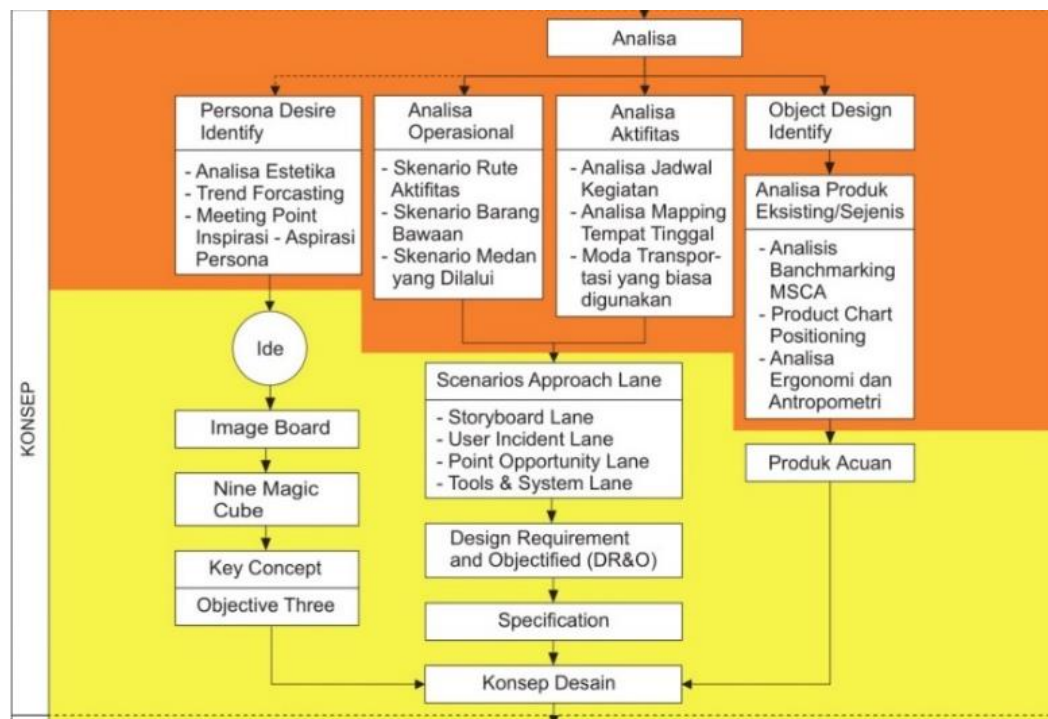 KONSEP
Analisa
Persona Desire
Identify
- Analisa Estetika
- Trend Forcasting
- Meeting Point
Inspirasi - Aspirasi
Persona
Analisa
Operasional
- Skenario Rute
Aktifitas
- Skenario Barang
Bawaan
- Skenario Medan
yang Dilalui
Analisa
Aktifitas
- Analisa Jadwal
Kegiatan
- Analisa Mapping
Tempat Tinggal
- Moda Transpor-
tasi yang biasa
digunakan
Object Design
Identify
Analisa Produk
Eksisting/Sejenis
- Analisis
Banchmarking
MSCA
- Product Chart
Positioning
- Analisa
Ergonomi dan
Antropometri
Ide
Image Board
Nine Magic
Cube
Key Concept
Objective Three
Scenarios Approach Lane
- Storyboard Lane
- User Incident Lane
- Point Opportunity Lane
- Tools & System Lane
Design Requirement
and Objectified (DR&O)
Specification
Produk Acuan
Konsep Desain